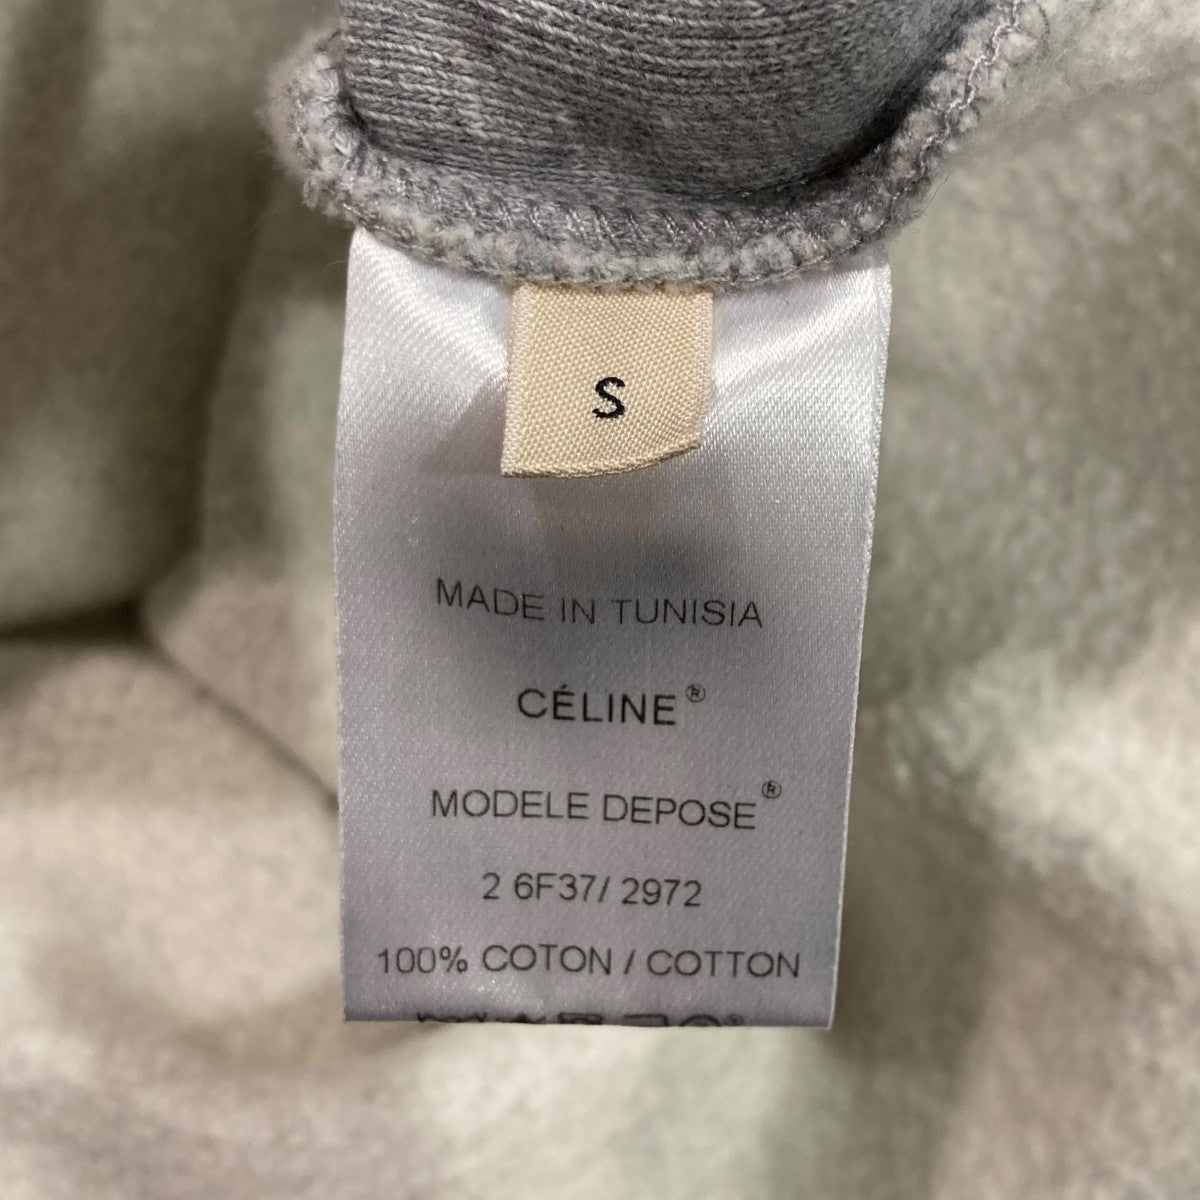 S
MADE IN TUNISIA
CÉLINE®
MODELE DEPOSE®
2 6F37/ 2972
100% COTON / COTTON